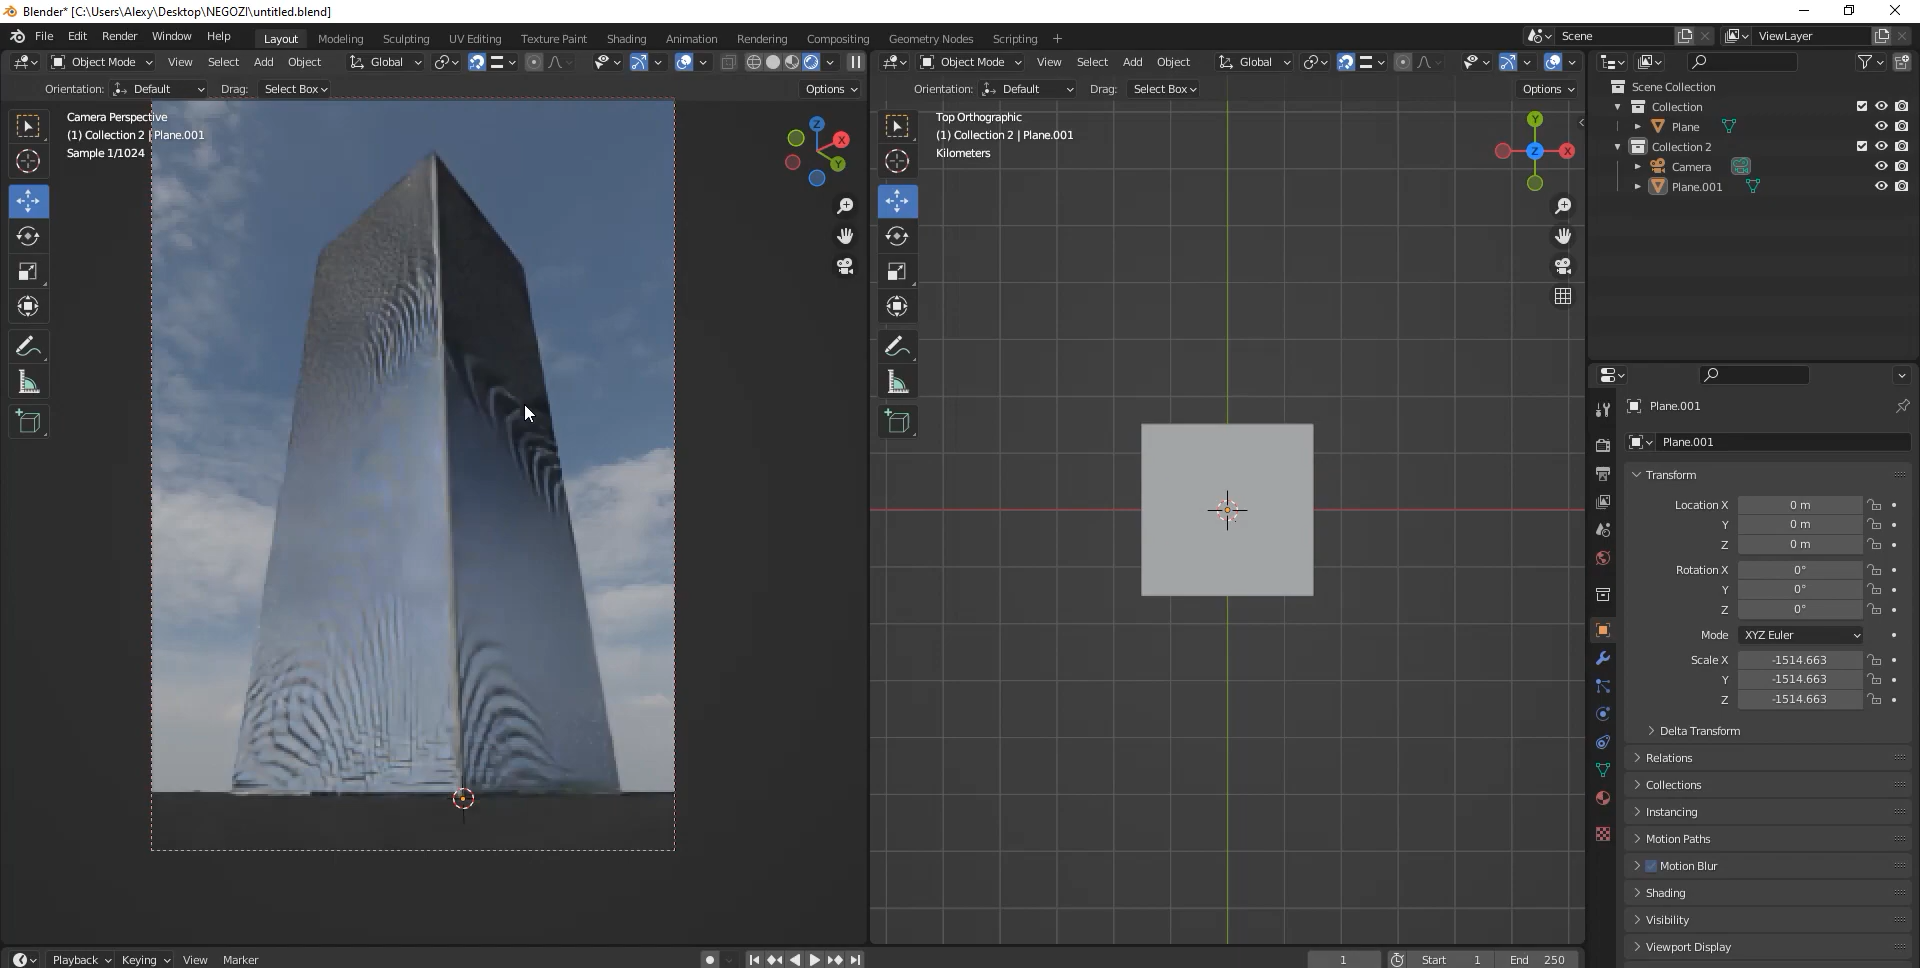 Blender* [C:\Users\Alexy\Desktop\NEGOZI\untitled.blend]
File Edit Render Window Help Layout Modeling Sculpting UV Editing Texture Paint Shading Animation Rendering Compositing Geometry Nodes Scripting + Scene ViewLayer
Object Mode View Select Add Object Global
Object Mode View Select Add Object Global
Orientation: Default Drag: Select Box Options
Orientation: Default Drag: Select Box Options
Camera Perspective
(1) Collection 2 | Plane.001
Sample 1/1024
Z
X
Y
Top Orthographic
(1) Collection 2 | Plane.001
Kilometers
Y
Z
X
Scene Collection
Collection
Plane
Collection 2
Camera
Plane.001
Plane.001
Plane.001
Transform
Location X 0 m
Y 0 m
Z 0 m
Rotation X 0°
Y 0°
Z 0°
Mode XYZ Euler
Scale X -1514.663
Y -1514.663
Z -1514.663
Delta Transform
Relations
Collections
Instancing
Motion Paths
Motion Blur
Shading
Visibility
Viewport Display
Playback Keying View Marker 1 Start 1 End 250